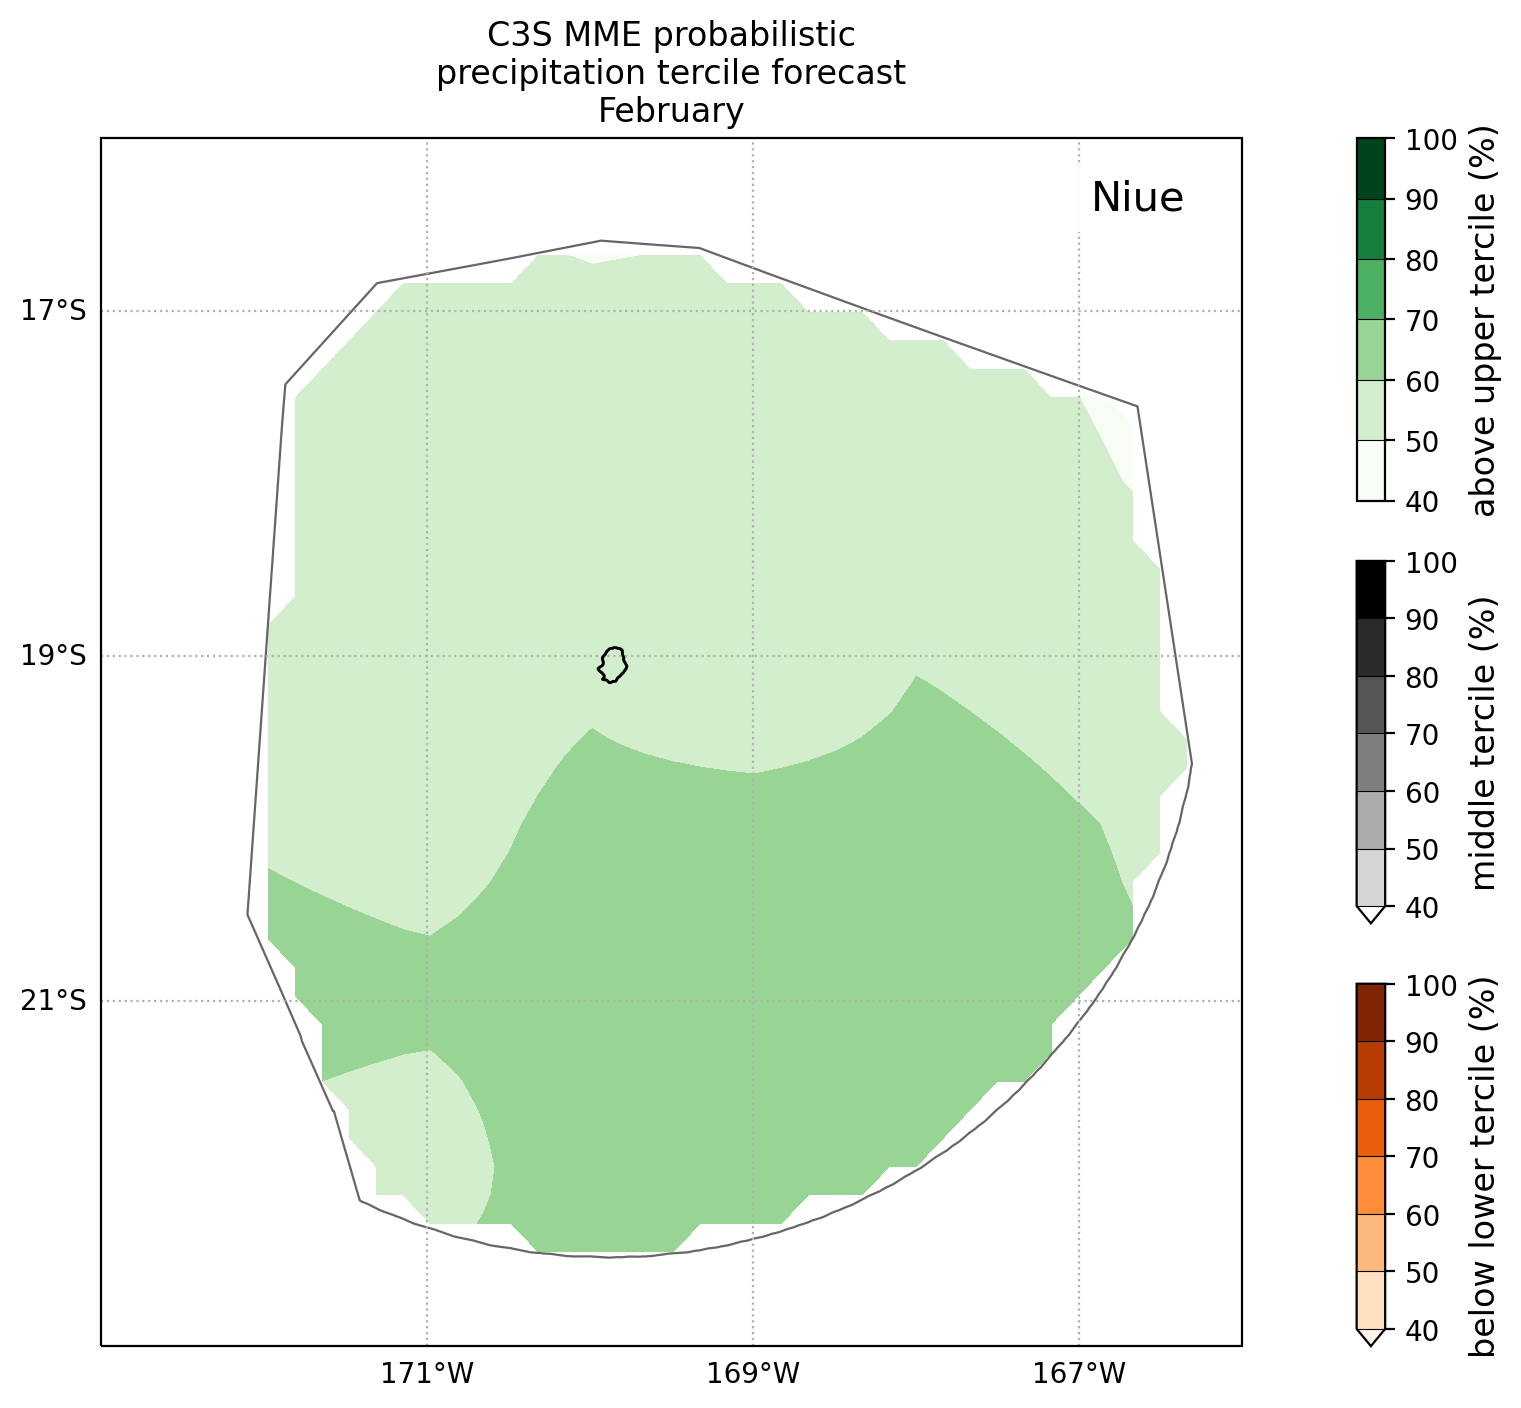 C3S MME probabilistic
precipitation tercile forecast
February
Niue
17°S
19°S
21°S
171°W
169°W
167°W
100
90
80
70
60
50
40
above upper tercile (%)
100
90
80
70
60
50
40
middle tercile (%)
100
90
80
70
60
50
40
below lower tercile (%)